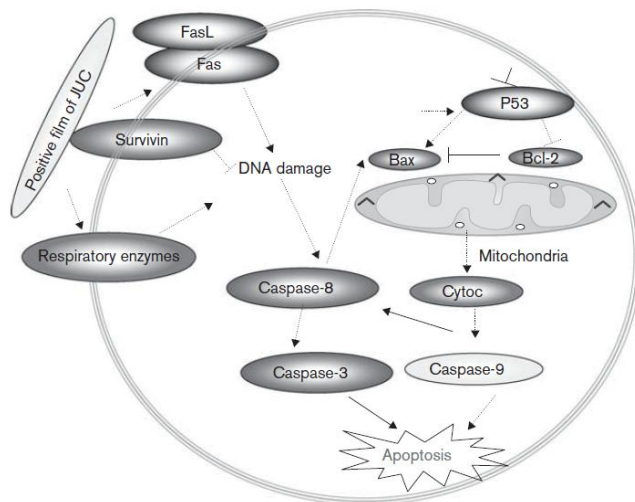 FasL
Fas
Positive film of JUC
Survivin
DNA damage
Respiratory enzymes
P53
Bax
Bcl-2
Mitochondria
Caspase-8
Cytoc
Caspase-3
Caspase-9
Apoptosis